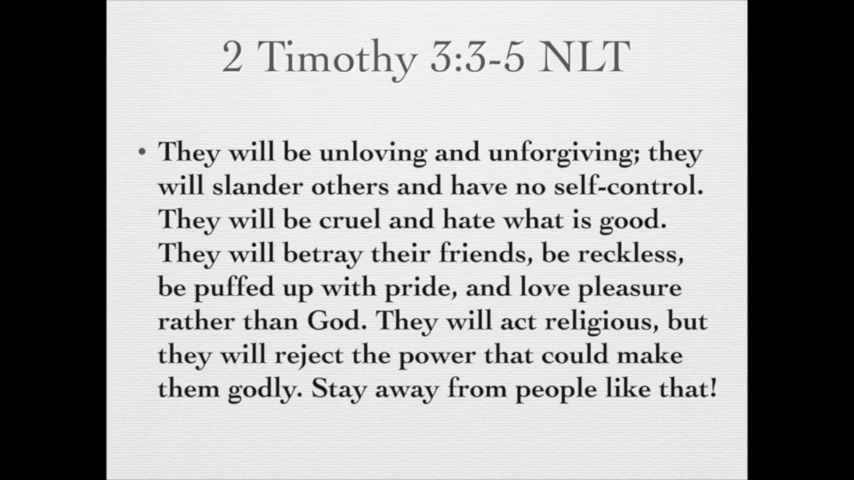 2 Timothy 3:3-5 NLT
• They will be unloving and unforgiving; they
will slander others and have no self-control.
They will be cruel and hate what is good.
They will betray their friends, be reckless,
be puffed up with pride, and love pleasure
rather than God. They will act religious, but
they will reject the power that could make
them godly. Stay away from people like that!